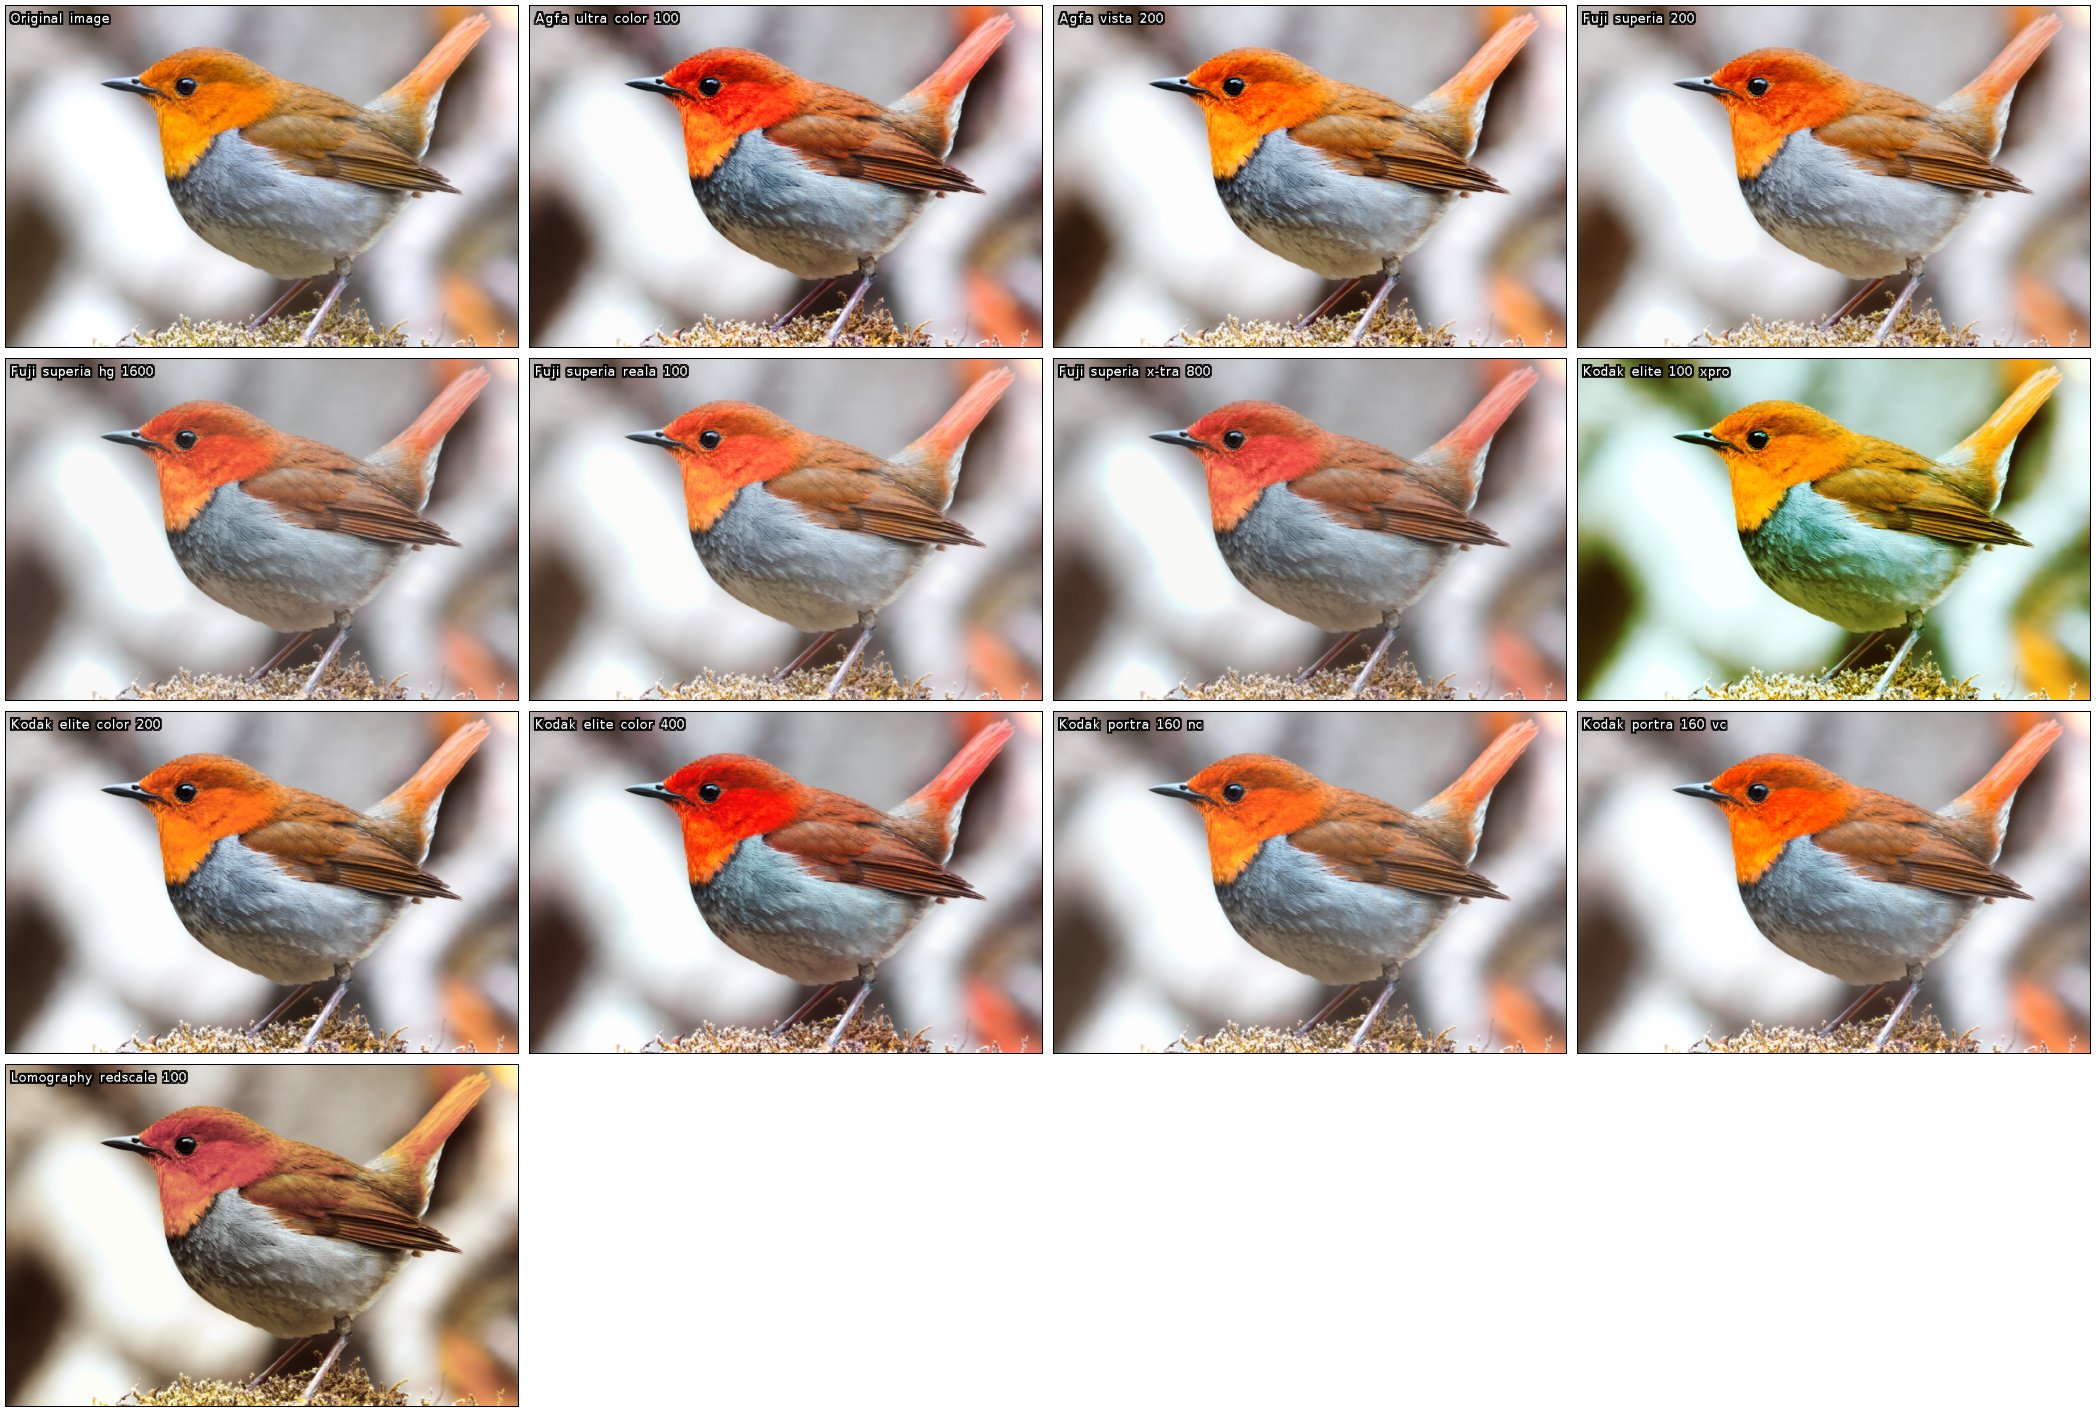 Original image
Agfa ultra color 100
Agfa vista 200
Fuji superia 200
Fuji superia hg 1600
Fuji superia reala 100
Fuji superia x-tra 800
Kodak elite 100 xpro
Kodak elite color 200
Kodak elite color 400
Kodak portra 160 nc
Kodak portra 160 vc
Lomography redscale 100